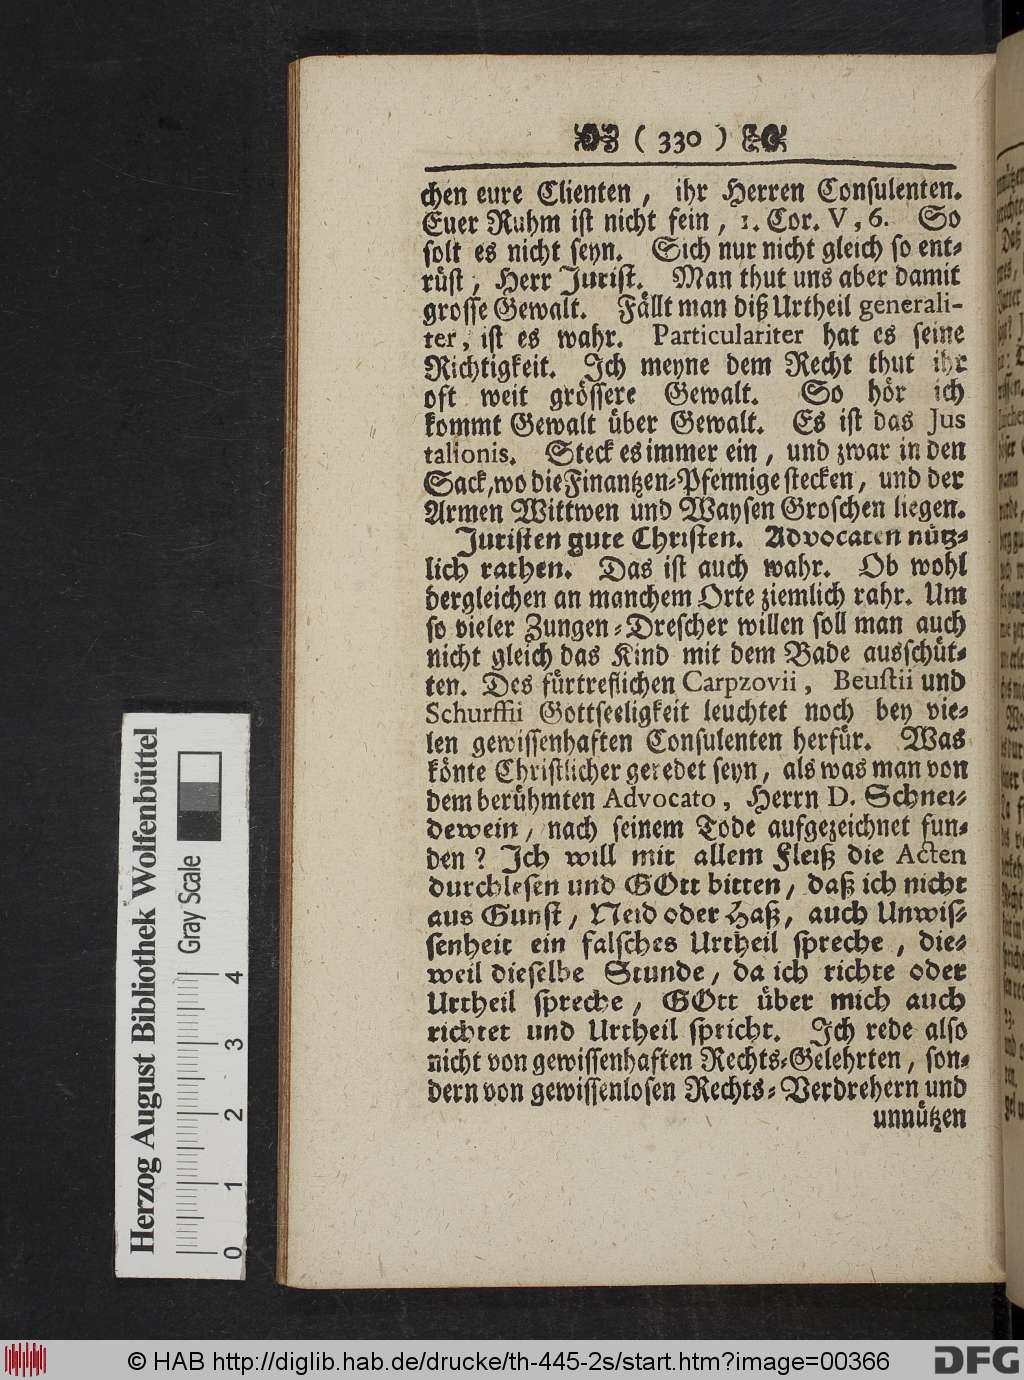 ( 330 )
chen eure Clienten, ihr Herren Consulenten.
Euer Ruhm ist nicht fein, 1. Cor. V, 6. So
solt es nicht seyn. Sich nur nicht gleich so ent-
rüst, Herr Jurist. Man thut uns aber damit
grosse Gewalt. Fällt man diß Urtheil generali-
ter, ist es wahr. Particulariter hat es seine
Richtigkeit. Ich meyne dem Recht thut ihr
oft weit grössere Gewalt. So hör ich
kommt Gewalt über Gewalt. Es ist das Jus
talionis. Steck es immer ein, und zwar in den
Sack, wo die Finantzen-Pfennige stecken, und der
Armen Wittwen und Waysen Groschen liegen.
Juristen gute Christen. Advocaten nütz-
lich rathen. Das ist auch wahr. Ob wohl
dergleichen an manchem Orte ziemlich rahr. Um
so vieler Zungen-Drescher willen soll man auch
nicht gleich das Kind mit dem Bade ausschüt-
ten. Des fürtreflichen Carpzovii, Beustii und
Schurffii Gottseeligkeit leuchtet noch bey vie-
len gewissenhaften Consulenten herfür. Was
könte Christlicher geredet seyn, als was man von
dem berühmten Advocato, Herrn D. Schnei-
dewein, nach seinem Tode aufgezeichnet fun-
den? Ich will mit allem Fleiß die Acten
durchlesen und GOtt bitten, daß ich nicht
aus Gunst, Neid oder Haß, auch Unwis-
senheit ein falsches Urtheil spreche, die-
weil dieselbe Stunde, da ich richte oder
Urtheil spreche, GOtt über mich auch
richtet und Urtheil spricht. Ich rede also
nicht von gewissenhaften Rechts-Gelehrten, son-
dern von gewissenlosen Rechts-Verdrehern und
unnützen
Herzog August Bibliothek Wolfenbüttel
Gray Scale
0 1 2 3 4
© HAB http://diglib.hab.de/drucke/th-445-2s/start.htm?image=00366
DFG